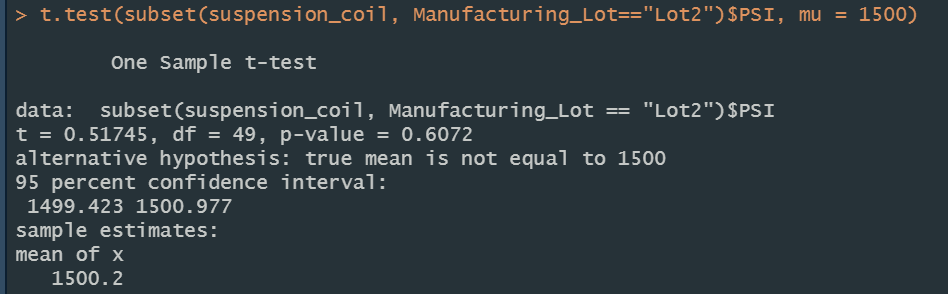 > t.test(subset(suspension_coil, Manufacturing_Lot=="Lot2")$PSI, mu = 1500)
One Sample t-test
data:  subset(suspension_coil, Manufacturing_Lot == "Lot2")$PSI
t = 0.51745, df = 49, p-value = 0.6072
alternative hypothesis: true mean is not equal to 1500
95 percent confidence interval:
1499.423 1500.977
sample estimates:
mean of x
1500.2